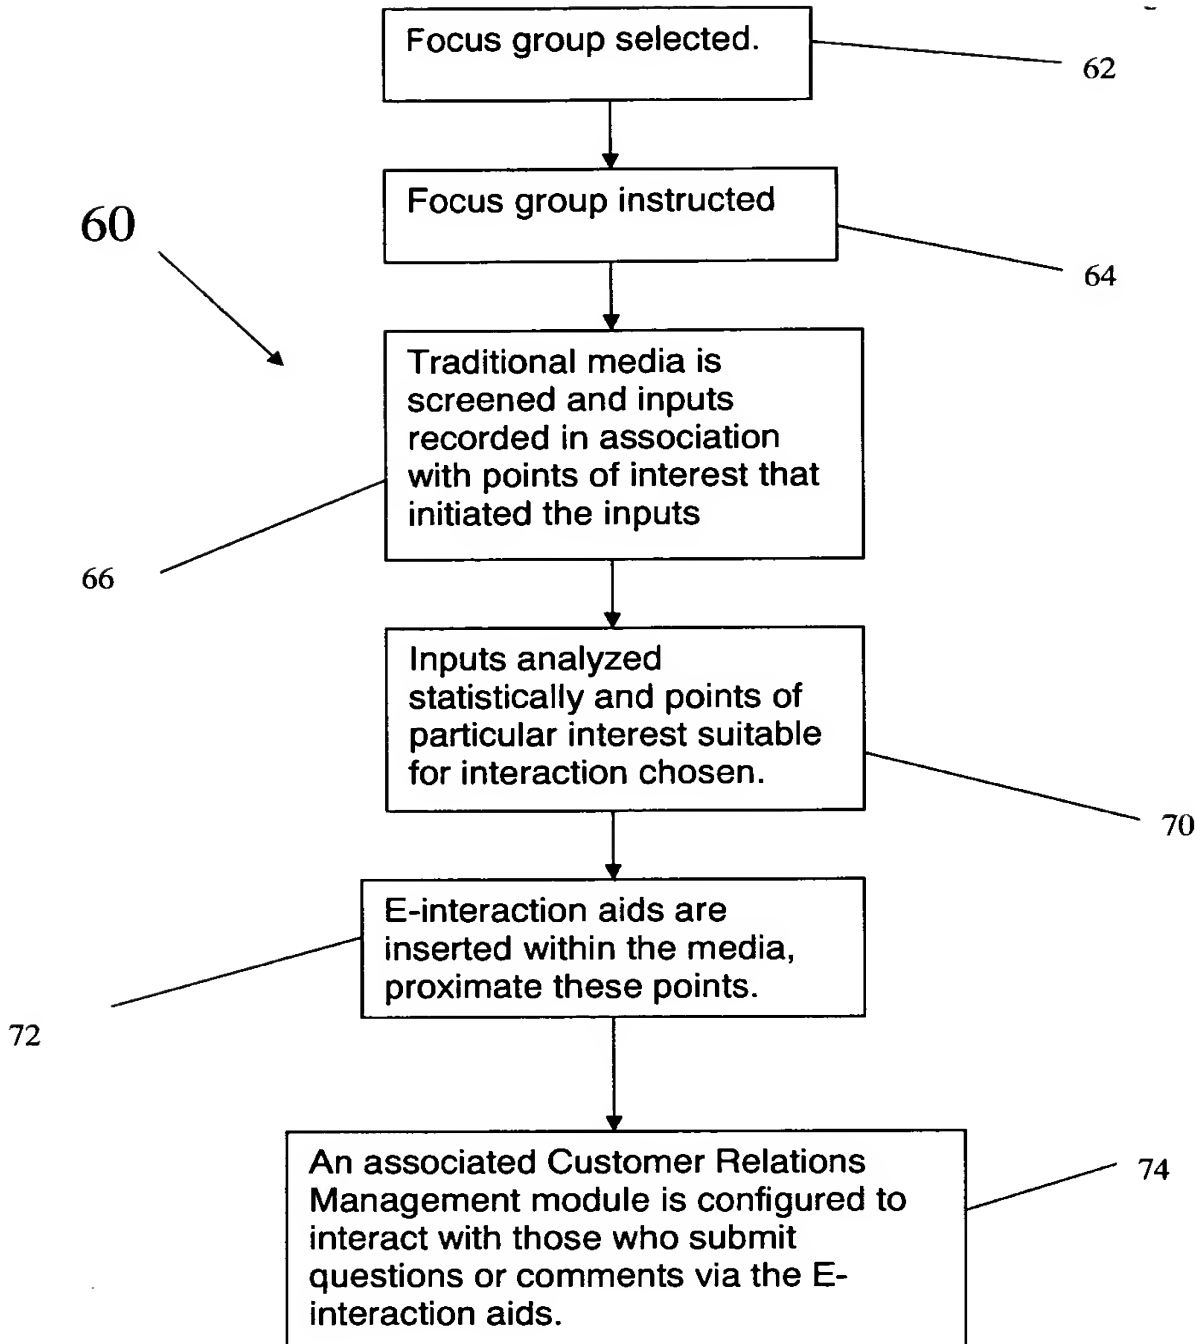 Focus group selected.
62
Focus group instructed
60
64
Traditional media is
screened and inputs
recorded in association
with points of interest that
initiated the inputs
66
Inputs analyzed
statistically and points of
particular interest suitable
for interaction chosen.
70
E-interaction aids are
inserted within the media,
proximate these points.
72
An associated Customer Relations
Management module is configured to
interact with those who submit
questions or comments via the E-
interaction aids.
74